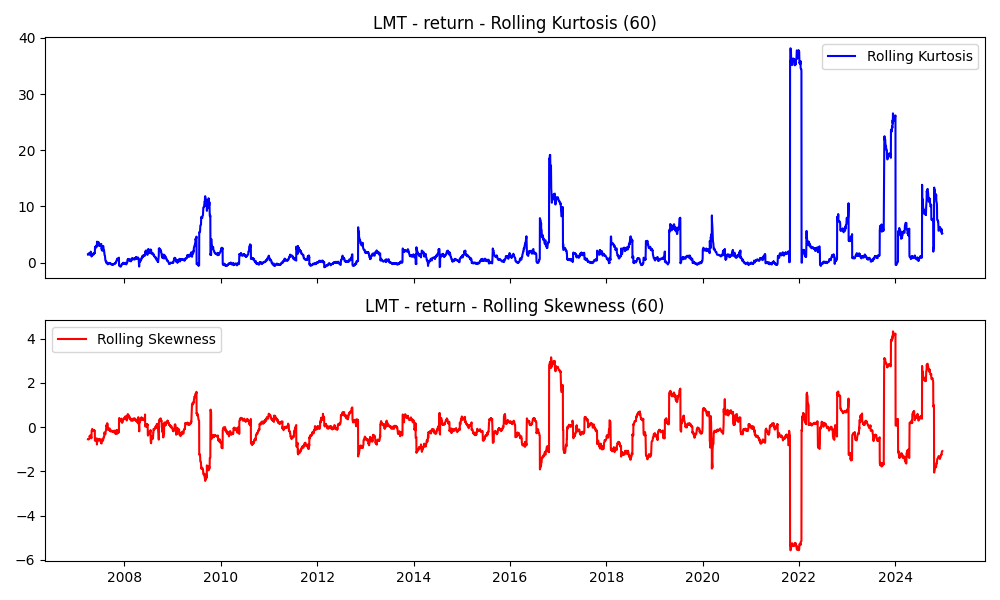 LMT - return - Rolling Kurtosis (60)
40
30
20
10
0
Rolling Kurtosis
LMT - return - Rolling Skewness (60)
4
2
0
−2
−4
−6
Rolling Skewness
2008 2010 2012 2014 2016 2018 2020 2022 2024